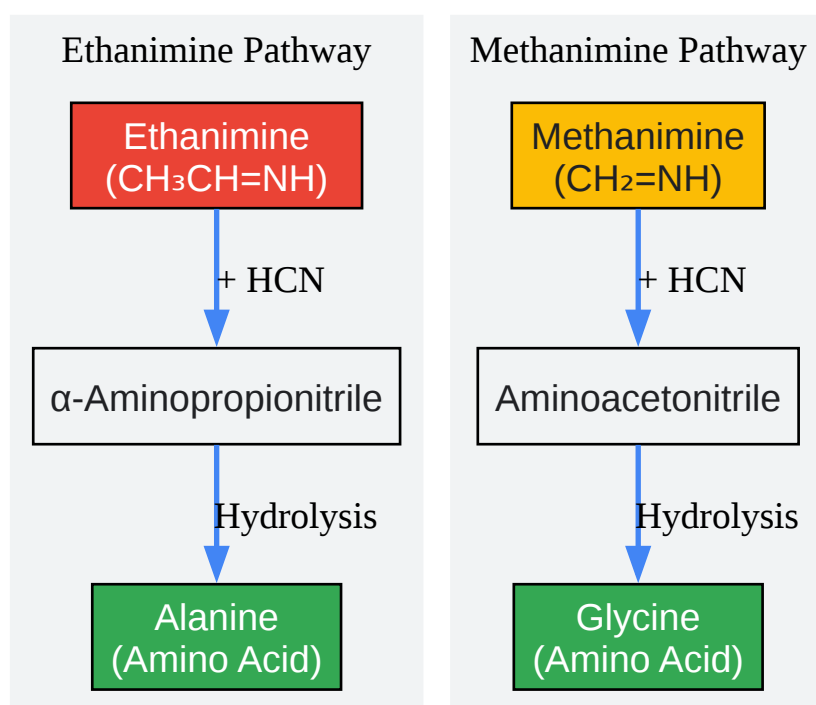 Ethanimine Pathway
Ethanimine
(CH₃CH=NH)
+ HCN
α-Aminopropionitrile
Hydrolysis
Alanine
(Amino Acid)
Methanimine Pathway
Methanimine
(CH₂=NH)
+ HCN
Aminoacetonitrile
Hydrolysis
Glycine
(Amino Acid)